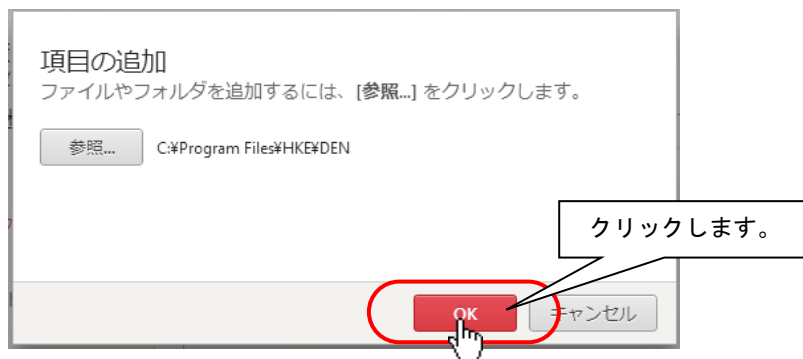 項目の追加
ファイルやフォルダを追加するには、[参照...] をクリックします。
参照... C:¥Program Files¥HKE¥DEN
クリックします。
OK キャンセル